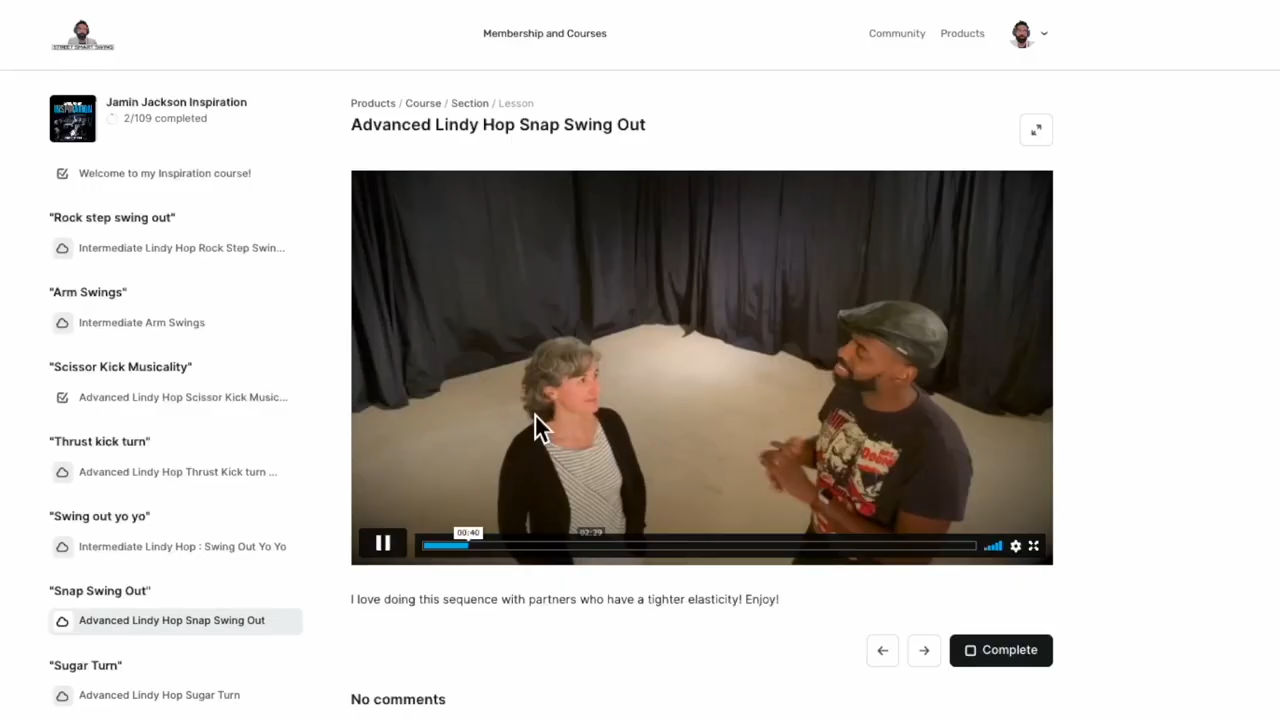 STREET SMART SWING
Membership and Courses
Community
Products
INSPIRATION
Jamin Jackson Inspiration
2/109 completed
Welcome to my Inspiration course!
"Rock step swing out"
Intermediate Lindy Hop Rock Step Swin...
"Arm Swings"
Intermediate Arm Swings
"Scissor Kick Musicality"
Advanced Lindy Hop Scissor Kick Music...
"Thrust kick turn"
Advanced Lindy Hop Thrust Kick turn ...
"Swing out yo yo"
Intermediate Lindy Hop : Swing Out Yo Yo
"Snap Swing Out"
Advanced Lindy Hop Snap Swing Out
"Sugar Turn"
Advanced Lindy Hop Sugar Turn
Products / Course / Section / Lesson
Advanced Lindy Hop Snap Swing Out
00:40
02:29
I love doing this sequence with partners who have a tighter elasticity! Enjoy!
Complete
No comments